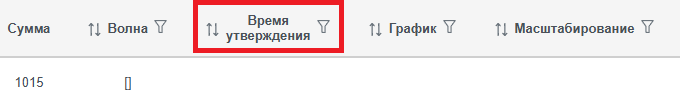 Сумма
Волна
Время
утверждения
График
Масштабирование
1015
[]